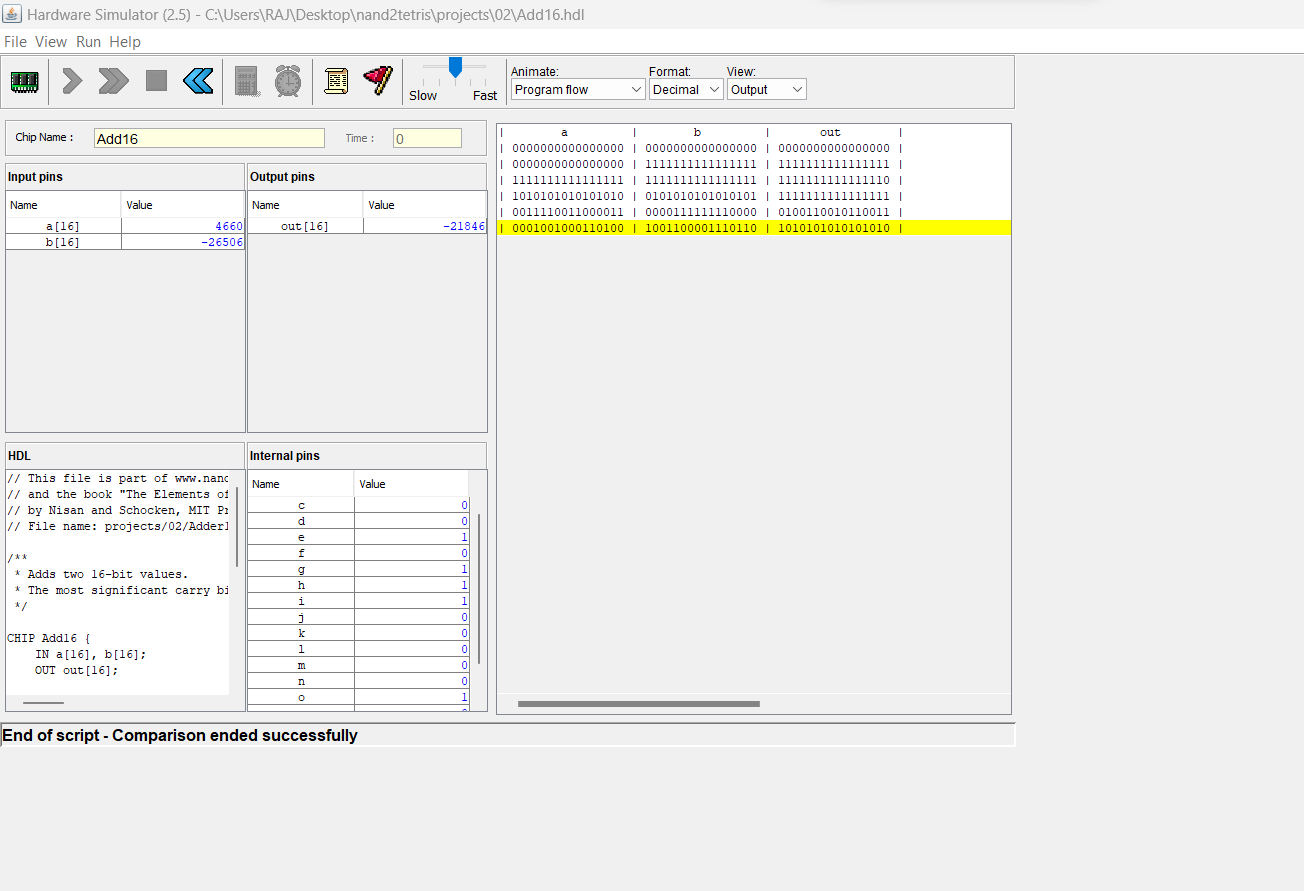 Hardware Simulator (2.5) - C:\Users\RAJ\Desktop\nand2tetris\projects\02\Add16.hdl
File View Run Help
Slow Fast
Animate: Format: View:
Program flow Decimal Output
Chip Name : Add16 Time : 0
Input pins
Name Value
a[16] 4660
b[16] -26506
Output pins
Name Value
out[16] -21846
| a | b | out |
| 0000000000000000 | 0000000000000000 | 0000000000000000 |
| 0000000000000000 | 1111111111111111 | 1111111111111111 |
| 1111111111111111 | 1111111111111111 | 1111111111111110 |
| 1010101010101010 | 0101010101010101 | 1111111111111111 |
| 0011110011000011 | 0000111111110000 | 0100110010110011 |
| 0001001000110100 | 1001100001110110 | 1010101010101010 |
HDL
// This file is part of www.nand
// and the book "The Elements of
// by Nisan and Schocken, MIT Pr
// File name: projects/02/Adder1
/**
* Adds two 16-bit values.
* The most significant carry bi
*/
CHIP Add16 {
IN a[16], b[16];
OUT out[16];
Internal pins
Name Value
c 0
d 0
e 1
f 0
g 1
h 1
i 1
j 0
k 0
l 0
m 0
n 0
o 1
End of script - Comparison ended successfully